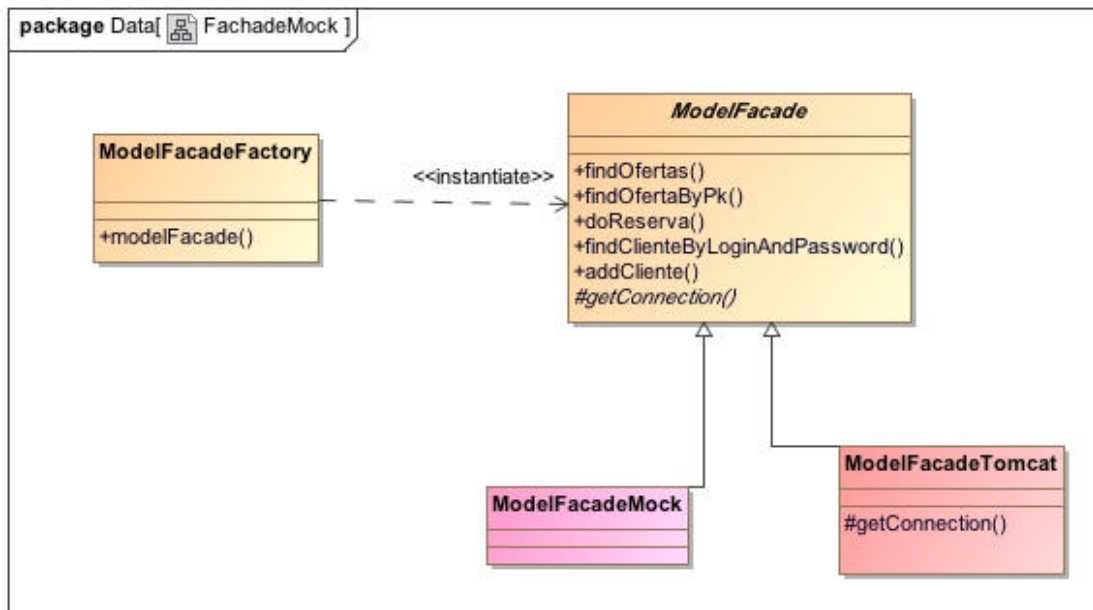 package Data[ FachadeMock ]
ModelFacade
ModelFacadeFactory
<<instantiate>>
+findOfertas()
+findOfertaByPk()
+doReserva()
+findClienteByLoginAndPassword()
+addCliente()
#getConnection()
+modelFacade()
ModelFacadeTomcat
#getConnection()
ModelFacadeMock